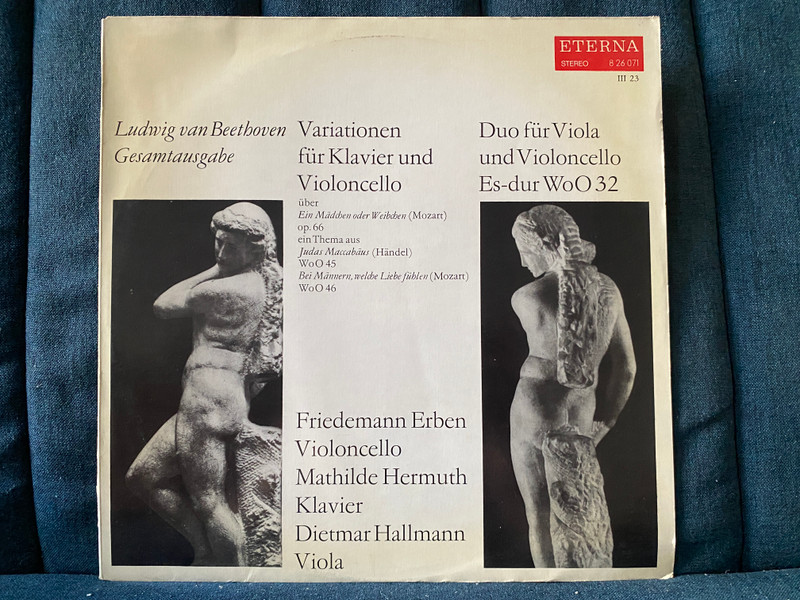 ETERNA
STEREO 8 26 071
III 23
Ludwig van Beethoven
Gesamtausgabe
Variationen
für Klavier und
Violoncello
über
Ein Mädchen oder Weibchen (Mozart)
op. 66
ein Thema aus
Judas Maccabäus (Händel)
WoO 45
Bei Männern, welche Liebe fühlen (Mozart)
WoO 46
Duo für Viola
und Violoncello
Es-dur WoO 32
Friedemann Erben
Violoncello
Mathilde Hermuth
Klavier
Dietmar Hallmann
Viola